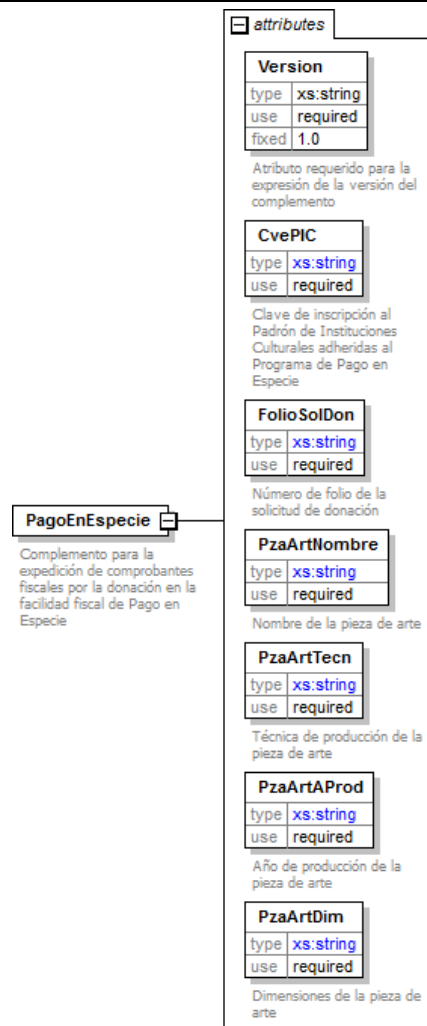 attributes
Version
type xs:string
use required
fixed 1.0
Atributo requerido para la
expresión de la versión del
complemento
CvePIC
type xs:string
use required
Clave de inscripción al
Padrón de Instituciones
Culturales adheridas al
Programa de Pago en
Especie
FolioSolDon
type xs:string
use required
Número de folio de la
solicitud de donación
PagoEnEspecie
Complemento para la
expedición de comprobantes
fiscales por la donación en la
facilidad fiscal de Pago en
Especie
PzaArtNombre
type xs:string
use required
Nombre de la pieza de arte
PzaArtTecn
type xs:string
use required
Técnica de producción de la
pieza de arte
PzaArtAProd
type xs:string
use required
Año de producción de la
pieza de arte
PzaArtDim
type xs:string
use required
Dimensiones de la pieza de
arte